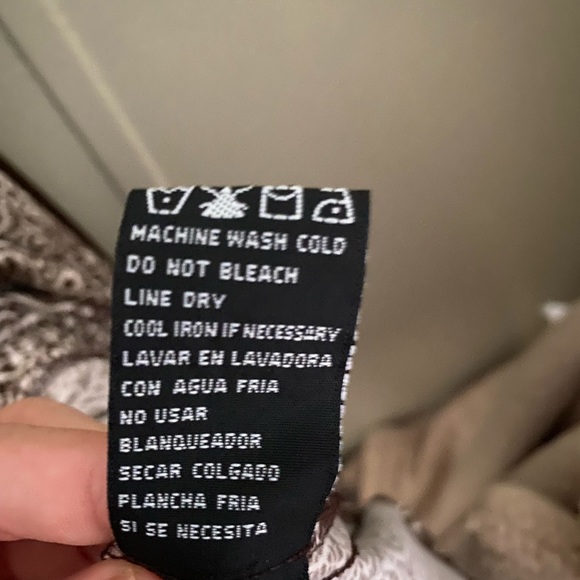 MACHINE WASH COLD
DO NOT BLEACH
LINE DRY
COOL IRON IF NECESSARY
LAVAR EN LAVADORA
CON AGUA FRIA
NO USAR
BLANQUEADOR
SECAR COLGADO
PLANCHA FRIA
SI SE NECESITA